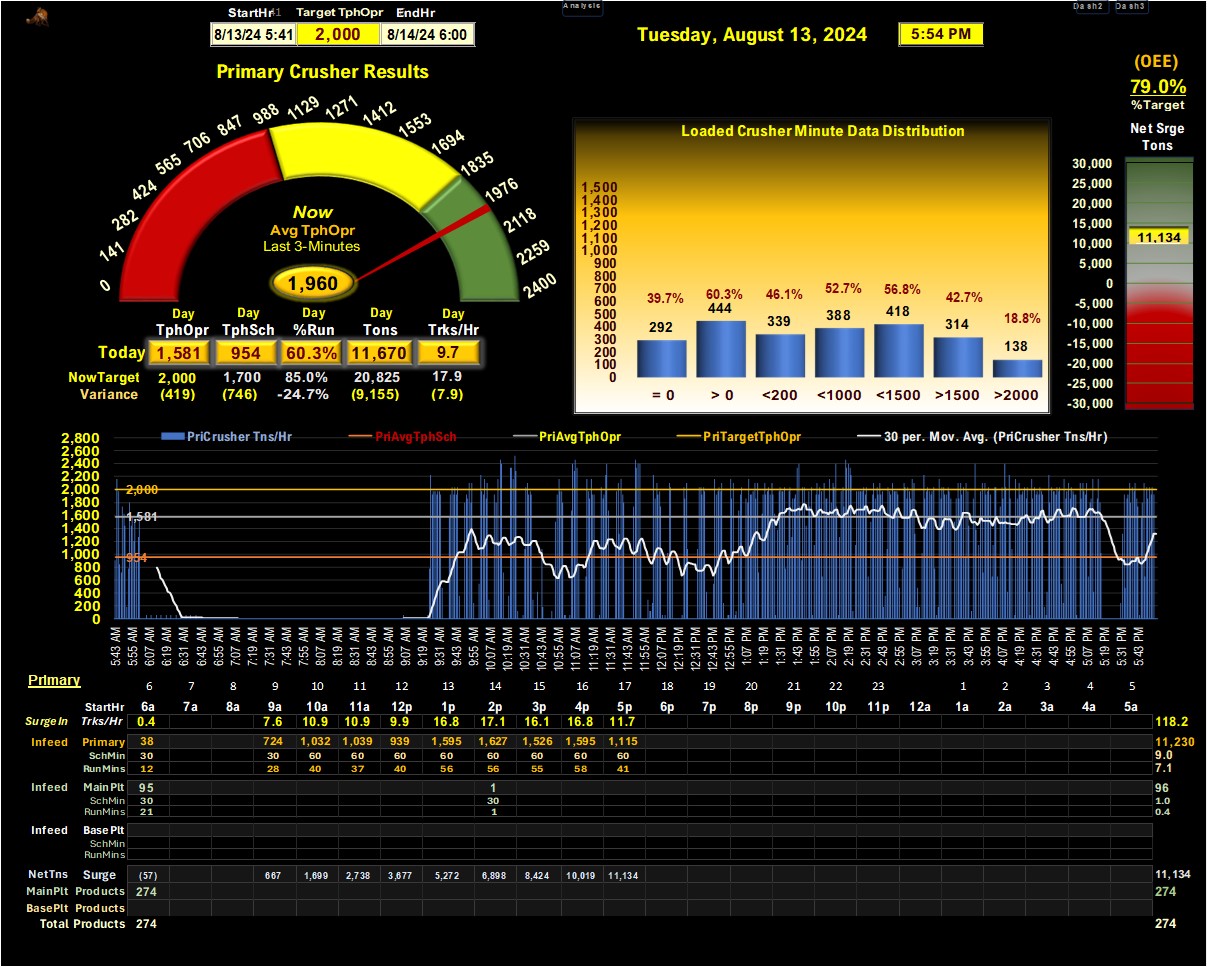 Analysis Dash2 Dash3
StartHr 41 Target TphOpr EndHr
8/13/24 5:41 2,000 8/14/24 6:00
Tuesday, August 13, 2024 5:54 PM
(OEE)
79.0%
%Target
Net Srge
Tons
Primary Crusher Results
0 141 282 424 565 706 847 988 1129 1271 1412 1553 1694 1835 1976 2118 2259 2400
Now
Avg TphOpr
Last 3-Minutes
1,960
Day Day Day Day Day
TphOpr TphSch %Run Tons Trks/Hr
Today 1,581 954 60.3% 11,670 9.7
NowTarget 2,000 1,700 85.0% 20,825 17.9
Variance (419) (746) -24.7% (9,155) (7.9)
Loaded Crusher Minute Data Distribution
1,500
1,400
1,300
1,200
1,100
1,000
900
800
700
600
500
400
300
200
100
0
39.7% 60.3% 46.1% 52.7% 56.8% 42.7% 18.8%
292 444 339 388 418 314 138
= 0 > 0 <200 <1000 <1500 >1500 >2000
30,000
25,000
20,000
15,000
10,000
5,000
0
-5,000
-10,000
-15,000
-20,000
-25,000
-30,000
11,134
PriCrusher Tns/Hr PriAvgTphSch PriAvgTphOpr PriTargetTphOpr 30 per. Mov. Avg. (PriCrusher Tns/Hr)
2,800
2,600
2,400
2,200
2,000
1,800
1,600
1,400
1,200
1,000
800
600
400
200
0
2,000
1,581
954
5:43 AM 5:55 AM 6:07 AM 6:19 AM 6:31 AM 6:43 AM 6:55 AM 7:07 AM 7:19 AM 7:31 AM 7:43 AM 7:55 AM 8:07 AM 8:19 AM 8:31 AM 8:43 AM 8:55 AM 9:07 AM 9:19 AM 9:31 AM 9:43 AM 9:55 AM 10:07 AM 10:19 AM 10:31 AM 10:43 AM 10:55 AM 11:07 AM 11:19 AM 11:31 AM 11:43 AM 11:55 AM 12:07 PM 12:19 PM 12:31 PM 12:43 PM 12:55 PM 1:07 PM 1:19 PM 1:31 PM 1:43 PM 1:55 PM 2:07 PM 2:19 PM 2:31 PM 2:43 PM 2:55 PM 3:07 PM 3:19 PM 3:31 PM 3:43 PM 3:55 PM 4:07 PM 4:19 PM 4:31 PM 4:43 PM 4:55 PM 5:07 PM 5:19 PM 5:31 PM 5:43 PM
Primary 6 7 8 9 10 11 12 13 14 15 16 17 18 19 20 21 22 23 1 2 3 4 5
StartHr 6a 7a 8a 9a 10a 11a 12p 1p 2p 3p 4p 5p 6p 7p 8p 9p 10p 11p 12a 1a 2a 3a 4a 5a
SurgeIn Trks/Hr 0.4 7.6 10.9 10.9 9.9 16.8 17.1 16.1 16.8 11.7 118.2
Infeed Primary 38 724 1,032 1,039 939 1,595 1,627 1,526 1,595 1,115 11,230
SchMin 30 30 60 60 60 60 60 60 60 60 9.0
RunMins 12 28 40 37 40 56 56 55 58 41 7.1
Infeed Main Plt 95 1 96
SchMin 30 30 1.0
RunMins 21 1 0.4
Infeed Base Plt
SchMin
RunMins
NetTns Surge (57) 667 1,699 2,738 3,677 5,272 6,898 8,424 10,019 11,134 11,134
MainPlt Products 274 274
BasePlt Products
Total Products 274 274